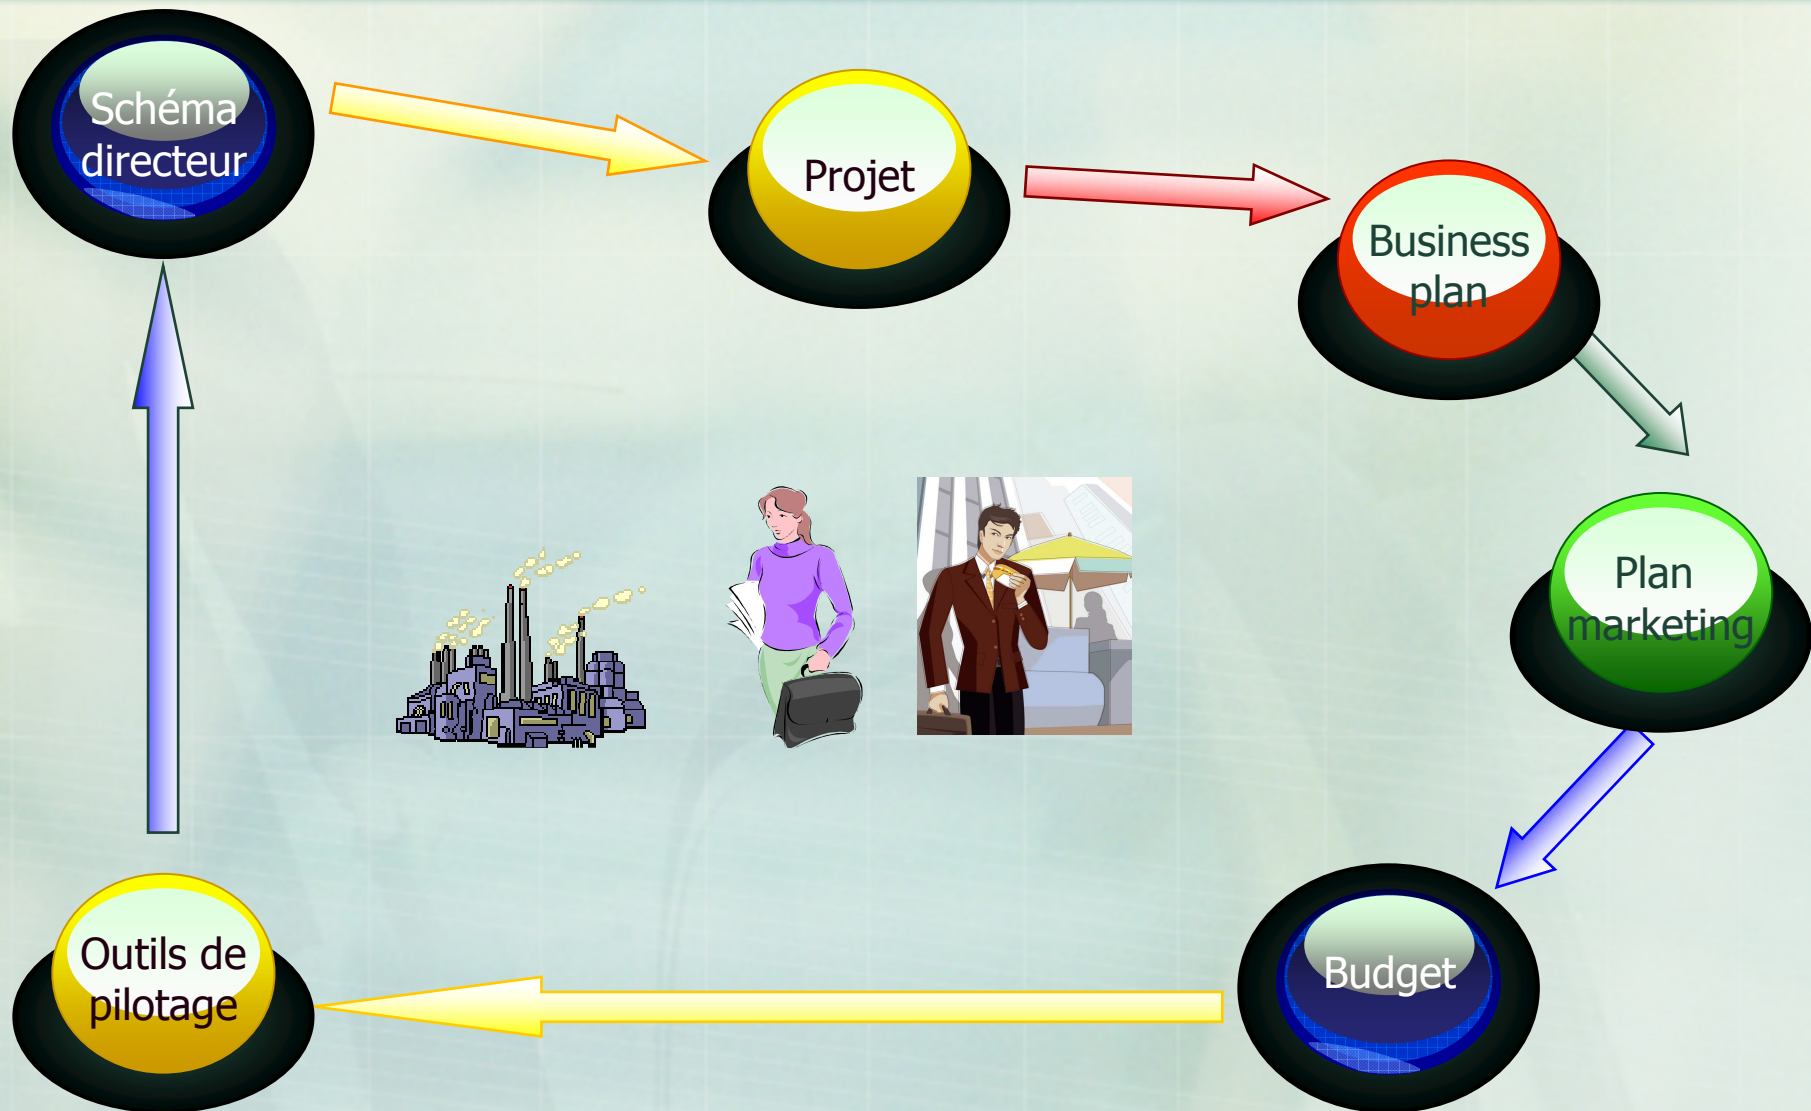 Schéma
directeur
Projet
Business
plan
Plan
marketing
Budget
Outils de
pilotage